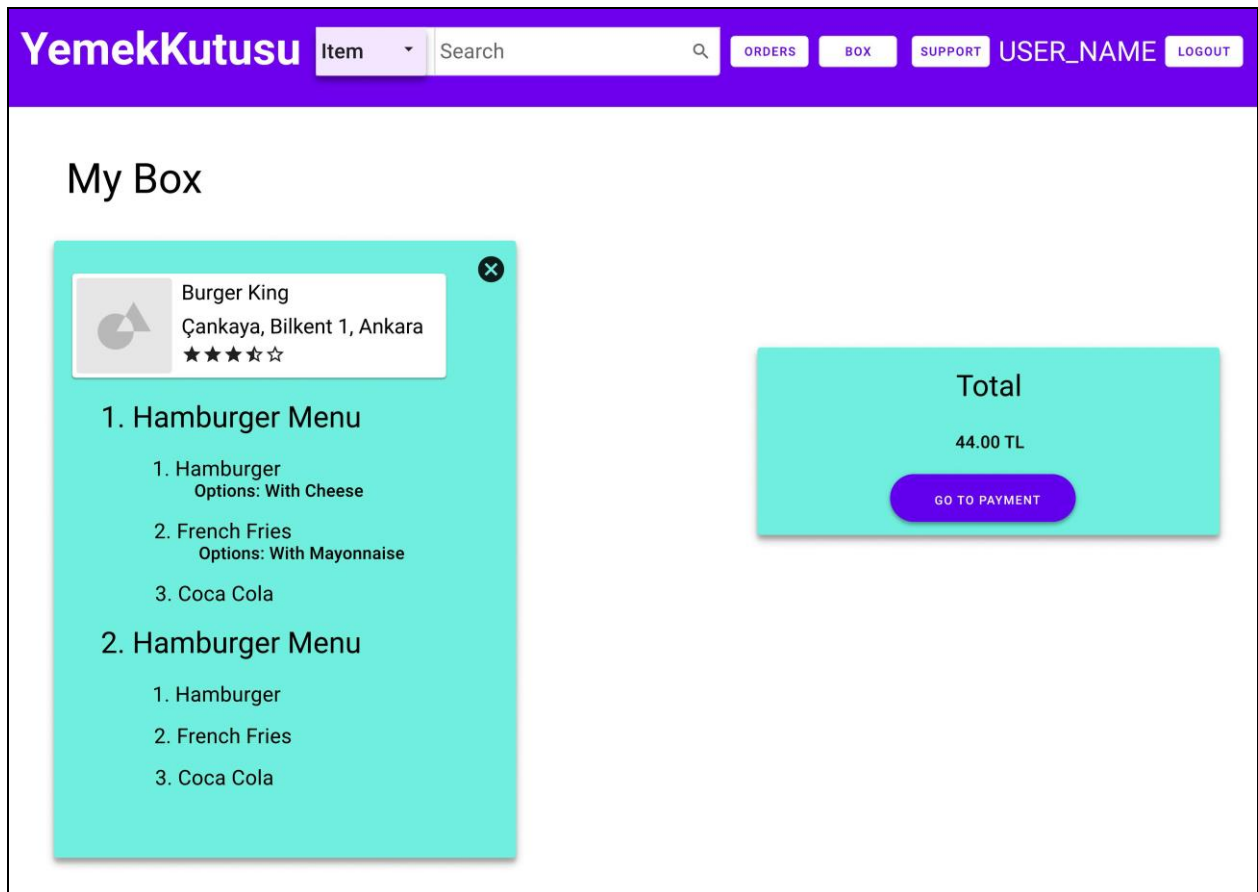 YemekKutusu Item Search ORDERS BOX SUPPORT USER_NAME LOGOUT
My Box
Burger King
Çankaya, Bilkent 1, Ankara
1. Hamburger Menu
1. Hamburger
Options: With Cheese
2. French Fries
Options: With Mayonnaise
3. Coca Cola
2. Hamburger Menu
1. Hamburger
2. French Fries
3. Coca Cola
Total
44.00 TL
GO TO PAYMENT